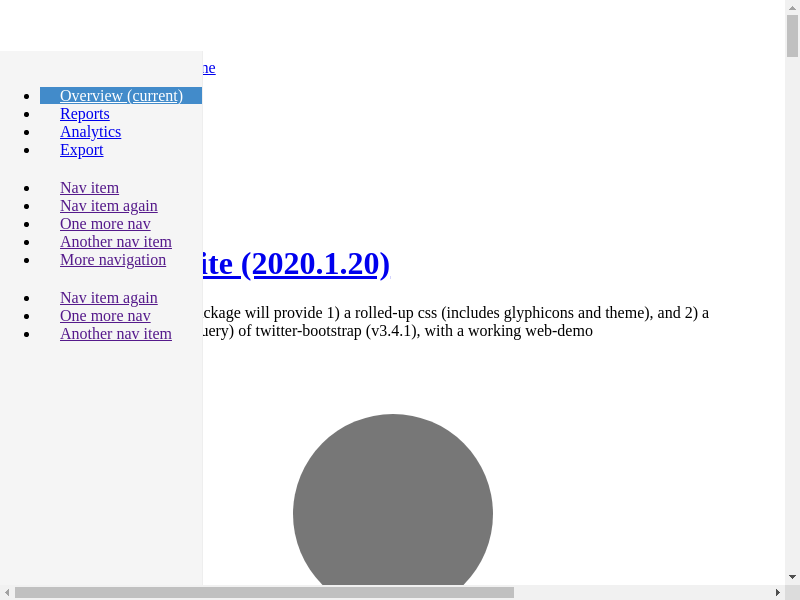 ne
Overview (current)
Reports
Analytics
Export
Nav item
Nav item again
One more nav
Another nav item
More navigation
ite (2020.1.20)
Nav item again
ckage will provide 1) a rolled-up css (includes glyphicons and theme), and 2) a
One more nav
uery) of twitter-bootstrap (v3.4.1), with a working web-demo
Another nav item